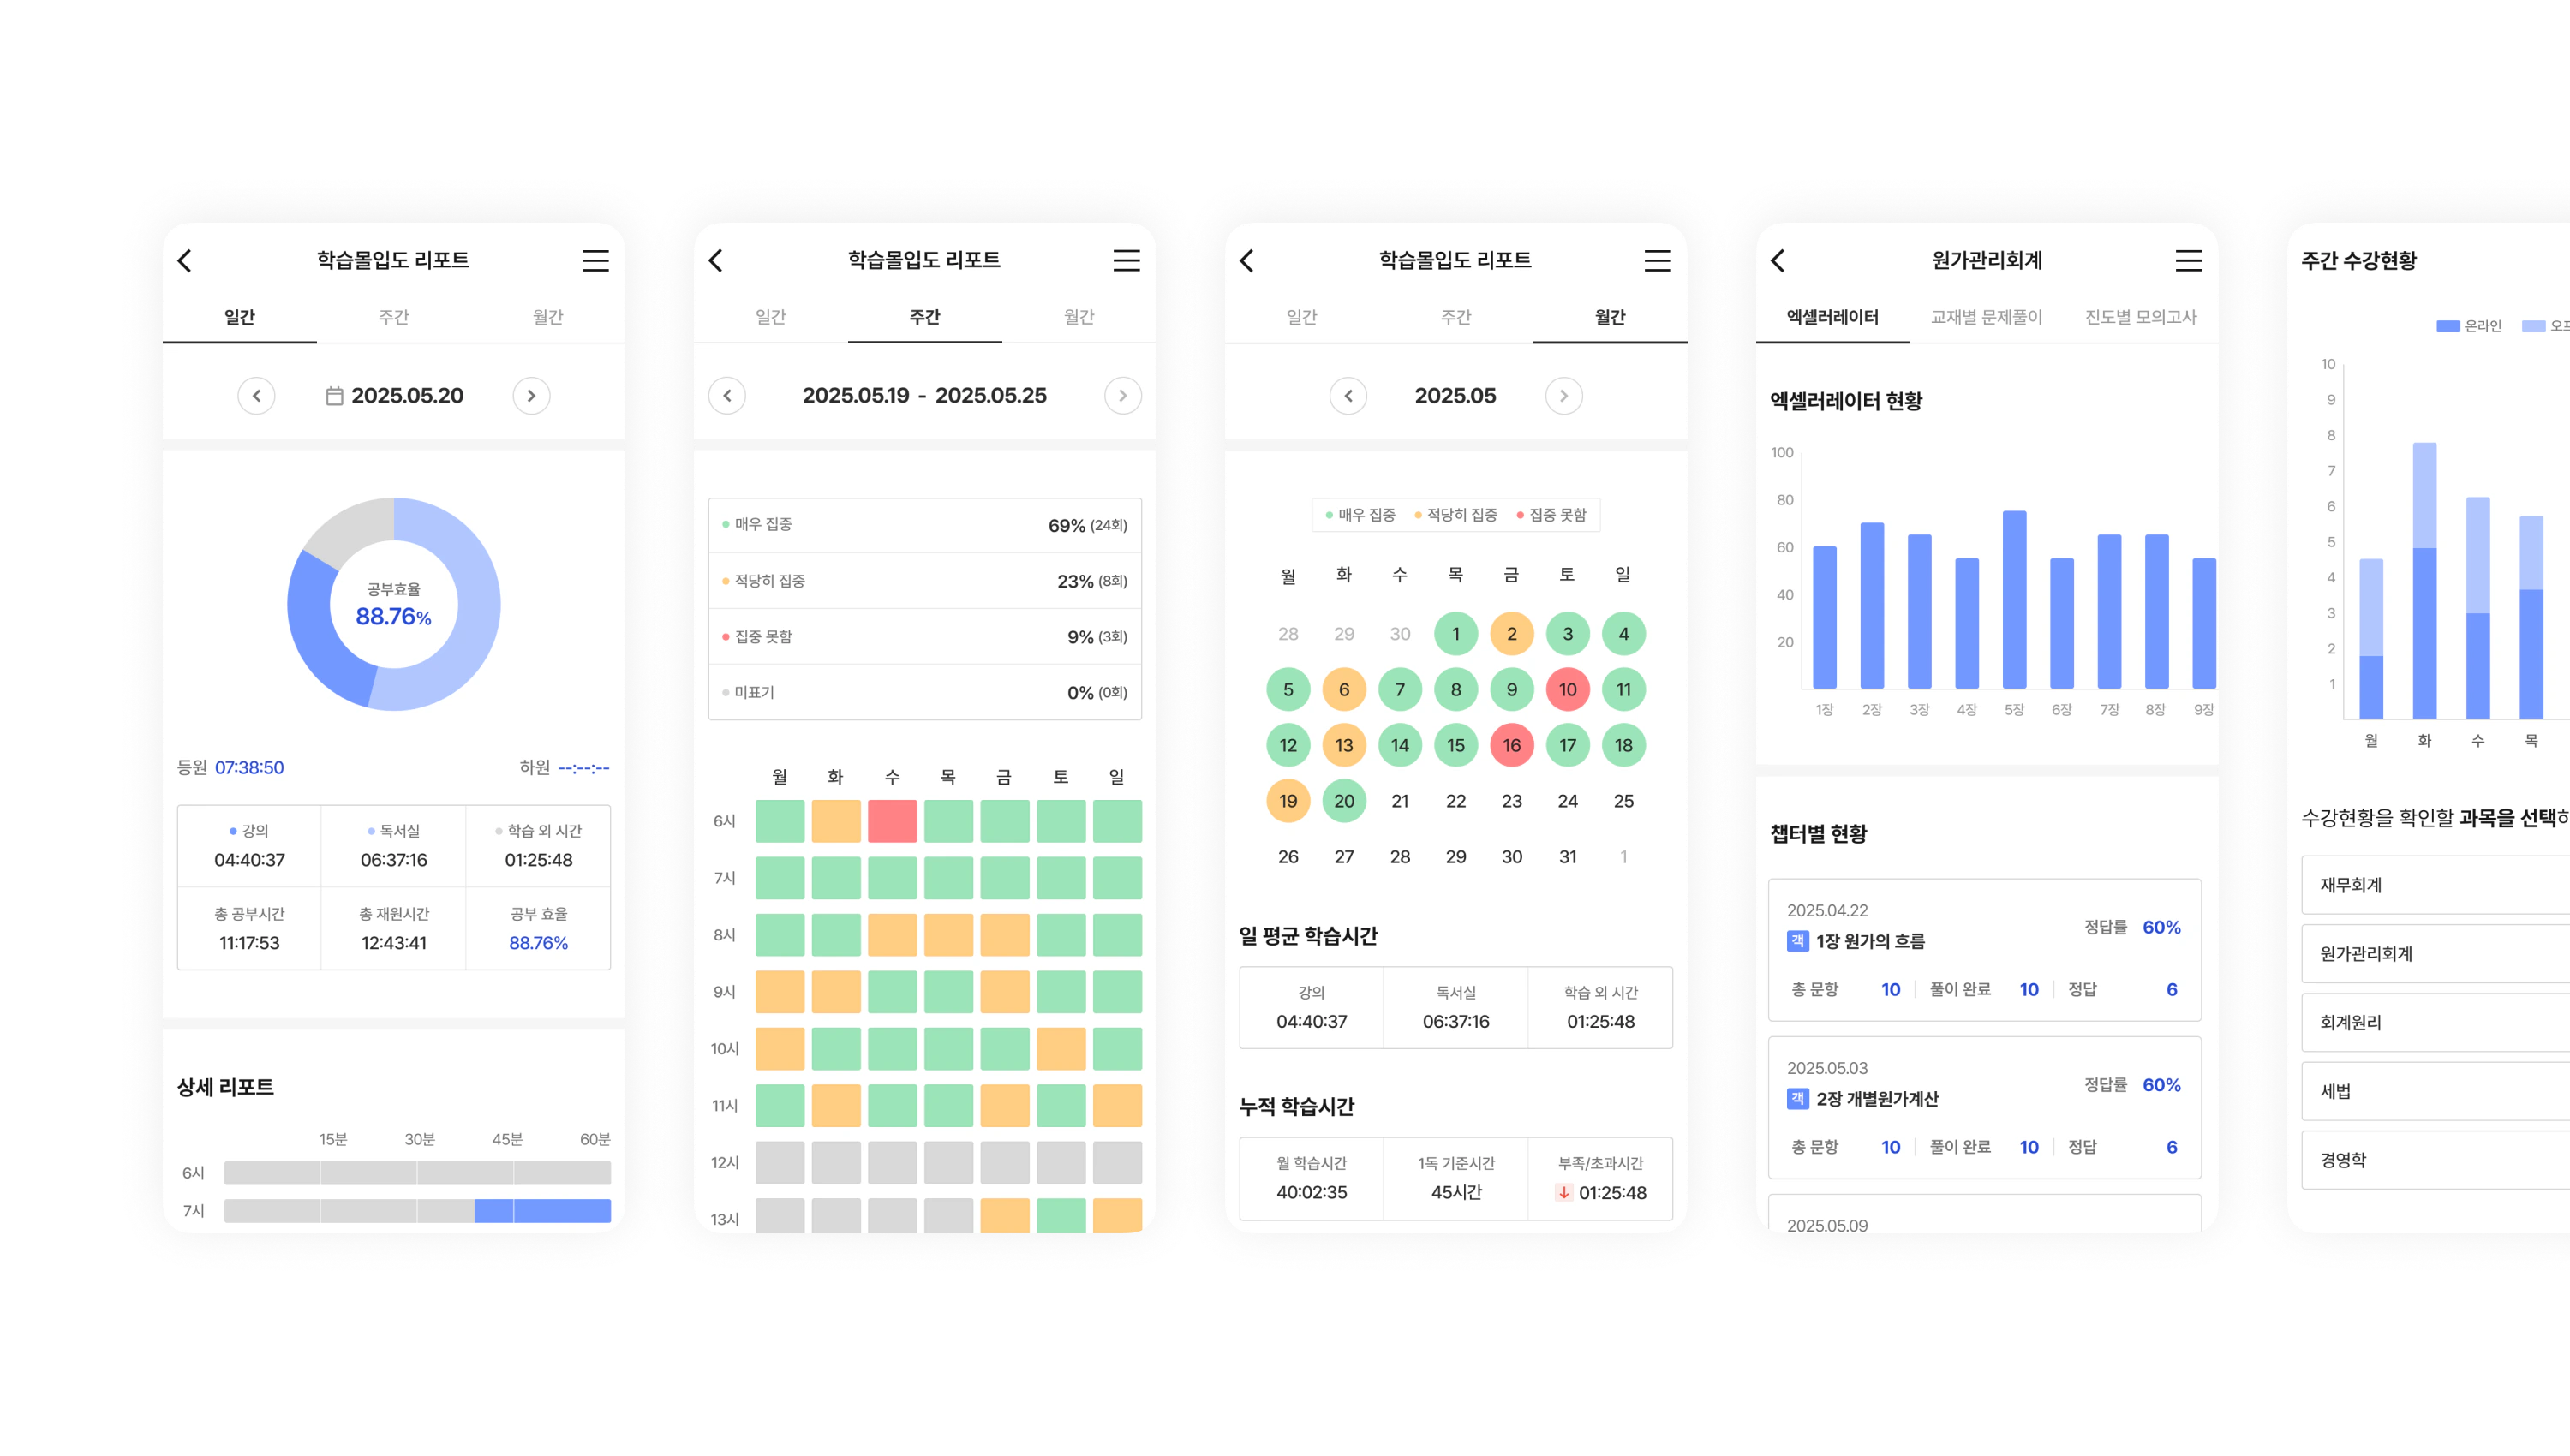 학습몰입도 리포트
일간 주간 월간
2025.05.20
공부효율
88.76%
등원 07:38:50 하원 --:--:--
강의 독서실 학습 외 시간
04:40:37 06:37:16 01:25:48
총 공부시간 총 재원시간 공부 효율
11:17:53 12:43:41 88.76%
상세 리포트
15분 30분 45분 60분
6시
7시
학습몰입도 리포트
일간 주간 월간
2025.05.19 - 2025.05.25
매우 집중 69% (24회)
적당히 집중 23% (8회)
집중 못함 9% (3회)
미표기 0% (0회)
월 화 수 목 금 토 일
6시
7시
8시
9시
10시
11시
12시
13시
학습몰입도 리포트
일간 주간 월간
2025.05
매우 집중 적당히 집중 집중 못함
월 화 수 목 금 토 일
28 29 30 1 2 3 4
5 6 7 8 9 10 11
12 13 14 15 16 17 18
19 20 21 22 23 24 25
26 27 28 29 30 31 1
일 평균 학습시간
강의 독서실 학습 외 시간
04:40:37 06:37:16 01:25:48
누적 학습시간
월 학습시간 1독 기준시간 부족/초과시간
40:02:35 45시간 01:25:48
원가관리회계
엑셀러레이터 교재별 문제풀이 진도별 모의고사
엑셀러레이터 현황
100
80
60
40
20
1장 2장 3장 4장 5장 6장 7장 8장 9장
챕터별 현황
2025.04.22
객 1장 원가의 흐름 정답률 60%
총 문항 10 풀이 완료 10 정답 6
2025.05.03
객 2장 개별원가계산 정답률 60%
총 문항 10 풀이 완료 10 정답 6
2025.05.09
주간 수강현황
온라인
10
9
8
7
6
5
4
3
2
1
월 화 수 목
수강현황을 확인할 과목을 선택
재무회계
원가관리회계
회계원리
세법
경영학